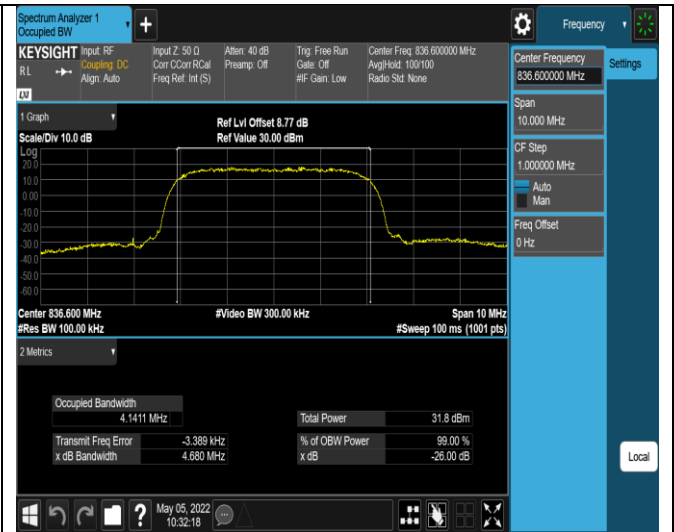 Spectrum Analyzer 1
Occupied BW
Frequency
KEYSIGHT
RL
LXI
Input: RF
Coupling: DC
Align: Auto
Input Z: 50 Ω
Corr CCorr RCal
Freq Ref: Int (S)
Atten: 40 dB
Preamp: Off
Trig: Free Run
Gate: Off
#IF Gain: Low
Center Freq: 836.600000 MHz
Avg|Hold: 100/100
Radio Std: None
Center Frequency
836.600000 MHz
Settings
Span
10.000 MHz
CF Step
1.000000 MHz
Auto
Man
Freq Offset
0 Hz
Local
1 Graph
Scale/Div 10.0 dB
Ref Lvl Offset 8.77 dB
Ref Value 30.00 dBm
Log
20.0
10.0
0.00
-10.0
-20.0
-30.0
-40.0
-50.0
-60.0
Center 836.600 MHz
#Res BW 100.00 kHz
#Video BW 300.00 kHz
Span 10 MHz
#Sweep 100 ms (1001 pts)
2 Metrics
Occupied Bandwidth
4.1411 MHz
Total Power 31.8 dBm
Transmit Freq Error -3.389 kHz
% of OBW Power 99.00 %
x dB Bandwidth 4.680 MHz
x dB -26.00 dB
?
May 05, 2022
10:32:18